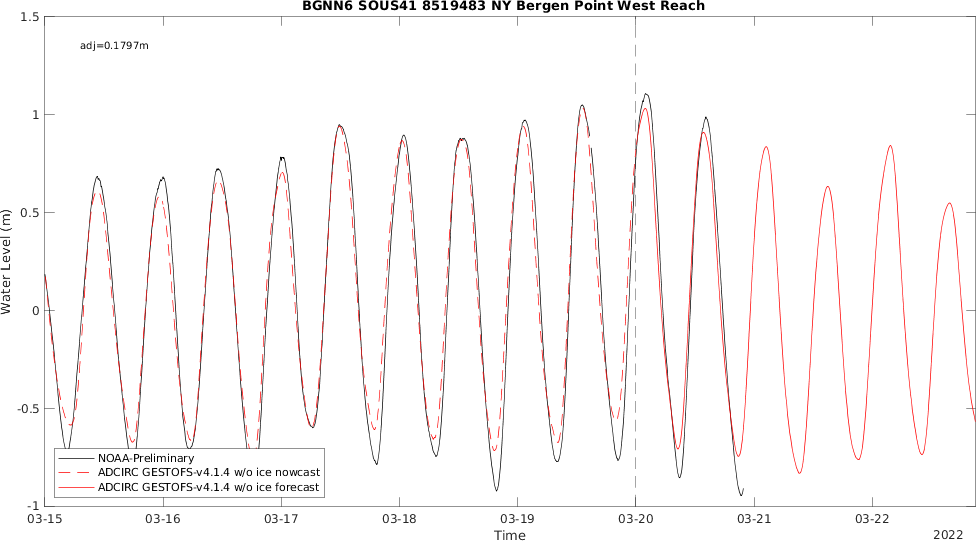 BGNN6 SOUS41 8519483 NY Bergen Point West Reach
1.5
adj=0.1797m
1
0.5
0
-0.5
-1
Water Level (m)
NOAA-Preliminary
ADCIRC GESTOFS-v4.1.4 w/o ice nowcast
ADCIRC GESTOFS-v4.1.4 w/o ice forecast
03-15 03-16 03-17 03-18 03-19 03-20 03-21 03-22
Time
2022